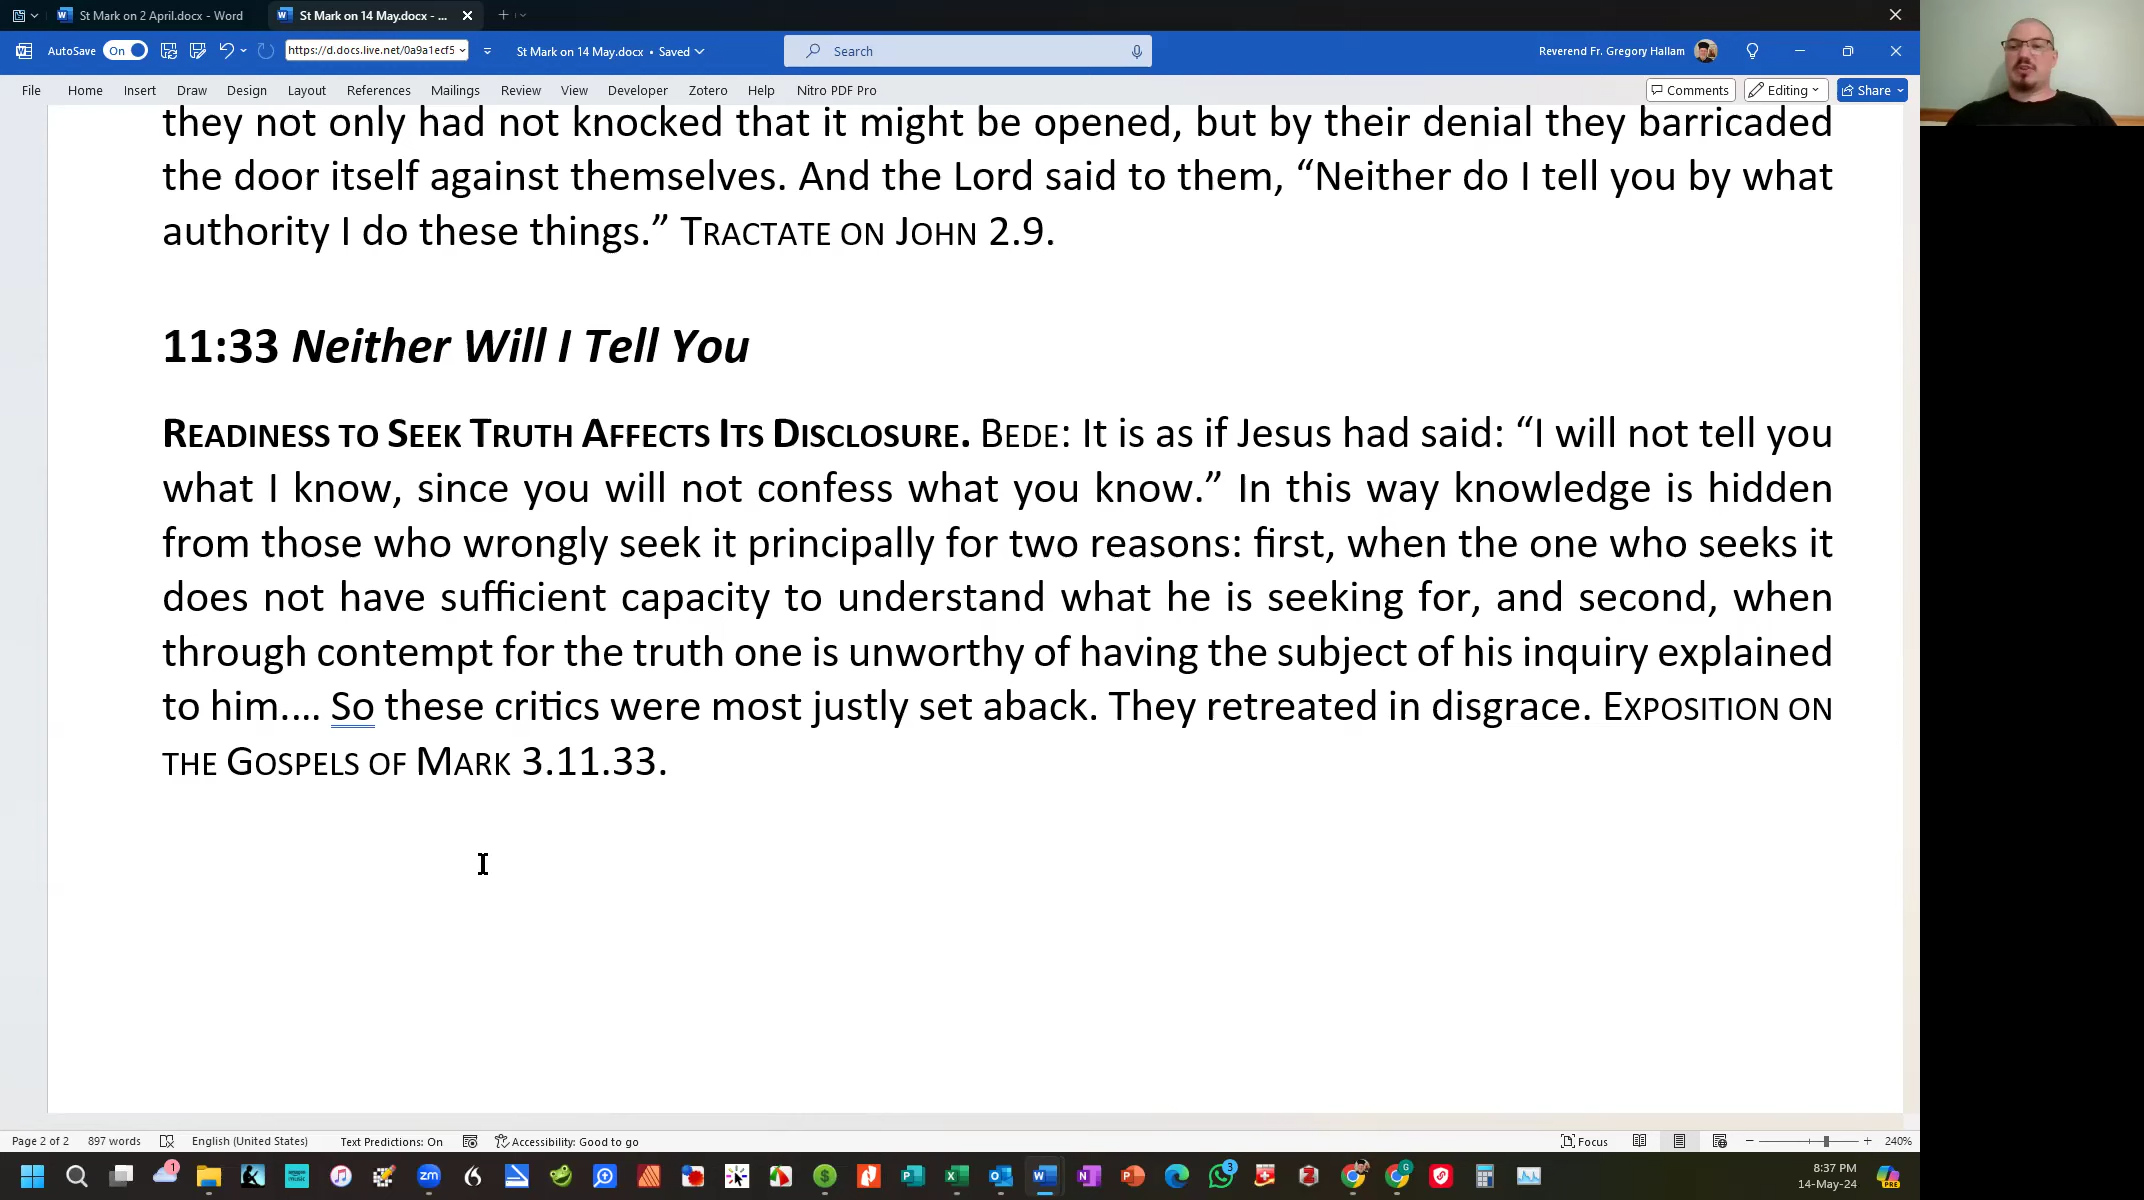 St Mark on 2 April.docx - Word
St Mark on 14 May.docx - ...
AutoSave On
https://d.docs.live.net/0a9a1ecf5
St Mark on 14 May.docx • Saved
Search
Reverend Fr. Gregory Hallam
File Home Insert Draw Design Layout References Mailings Review View Developer Zotero Help Nitro PDF Pro
Comments Editing Share
they not only had not knocked that it might be opened, but by their denial they barricaded
the door itself against themselves. And the Lord said to them, “Neither do I tell you by what
authority I do these things.” TRACTATE ON JOHN 2.9.
11:33 Neither Will I Tell You
READINESS TO SEEK TRUTH AFFECTS ITS DISCLOSURE. BEDE: It is as if Jesus had said: “I will not tell you
what I know, since you will not confess what you know.” In this way knowledge is hidden
from those who wrongly seek it principally for two reasons: first, when the one who seeks it
does not have sufficient capacity to understand what he is seeking for, and second, when
through contempt for the truth one is unworthy of having the subject of his inquiry explained
to him.... So these critics were most justly set aback. They retreated in disgrace. EXPOSITION ON
THE GOSPELS OF MARK 3.11.33.
Page 2 of 2 897 words English (United States) Text Predictions: On Accessibility: Good to go
Focus 240%
8:37 PM
14-May-24